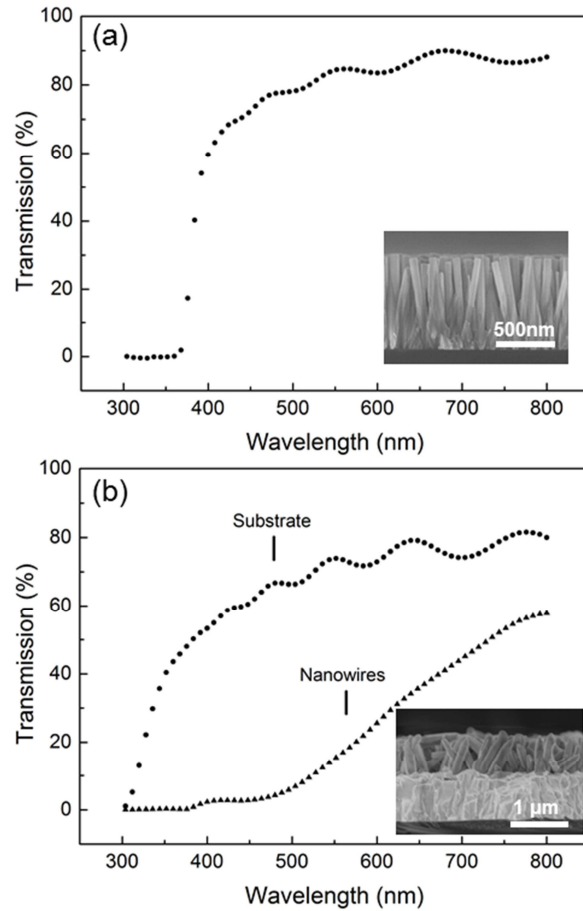 (a)
100
80
60
40
20
0
Transmission (%)
500nm
300 400 500 600 700 800
Wavelength (nm)
(b)
100
80
60
40
20
0
Transmission (%)
Substrate
Nanowires
1 µm
300 400 500 600 700 800
Wavelength (nm)